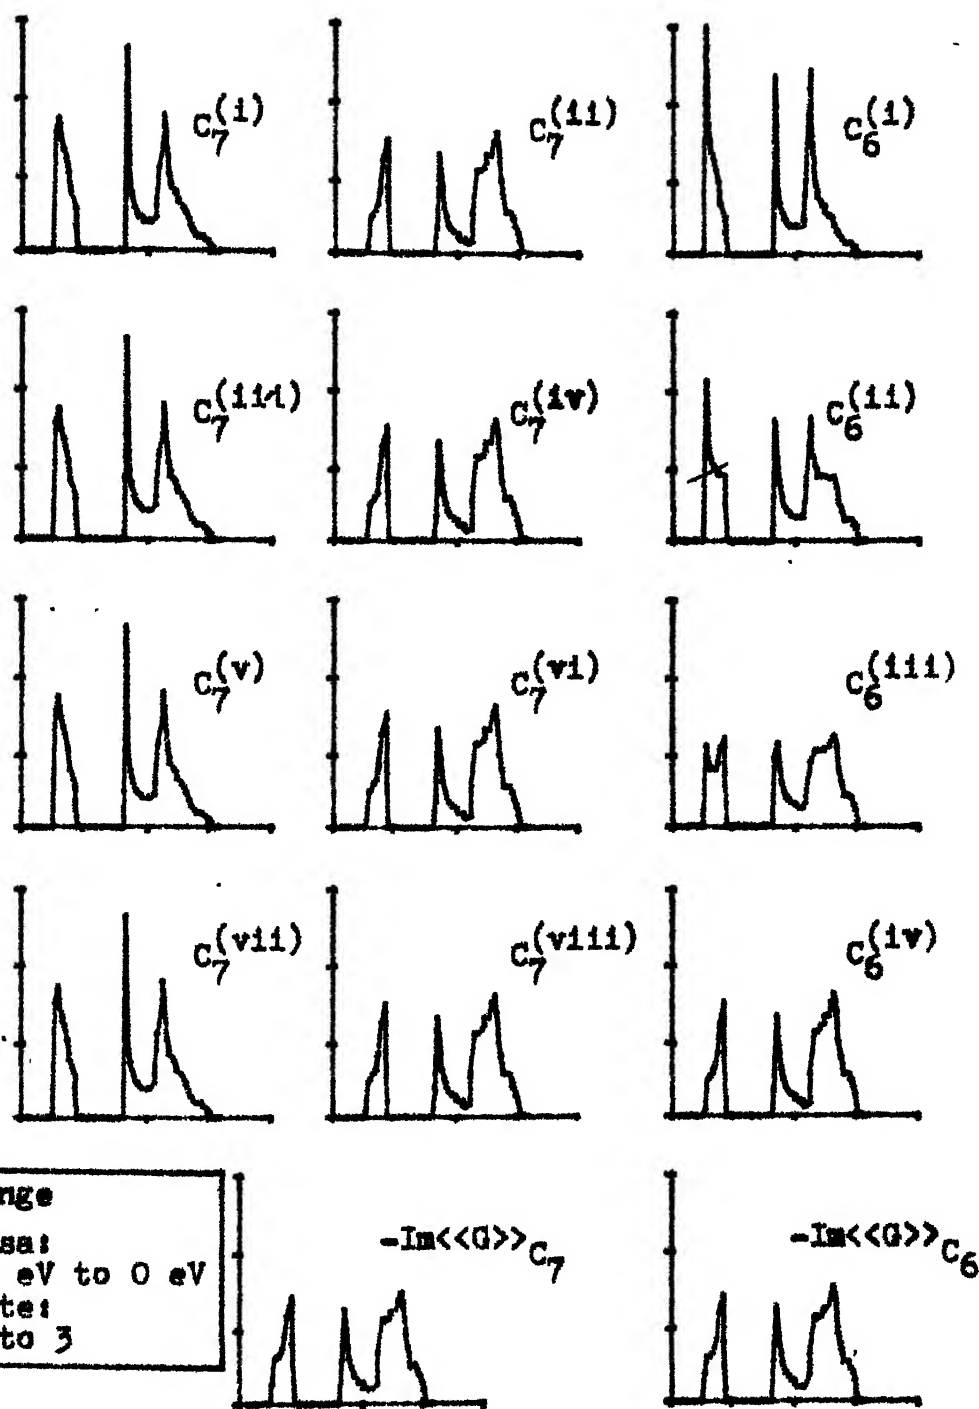 C₇⁽ⁱ⁾ C₇⁽ⁱⁱ⁾ C₆⁽ⁱ⁾
C₇⁽ⁱⁱⁱ⁾ C₇⁽ⁱᵛ⁾ C₆⁽ⁱⁱ⁾
C₇⁽ᵛ⁾ C₇⁽ᵛⁱ⁾ C₆⁽ⁱⁱⁱ⁾
C₇⁽ᵛⁱⁱ⁾ C₇⁽ᵛⁱⁱⁱ⁾ C₆⁽ⁱᵛ⁾
nge
sa:
eV to 0 eV
te:
to 3
-Im<<G>>C₇ -Im<<G>>C₆